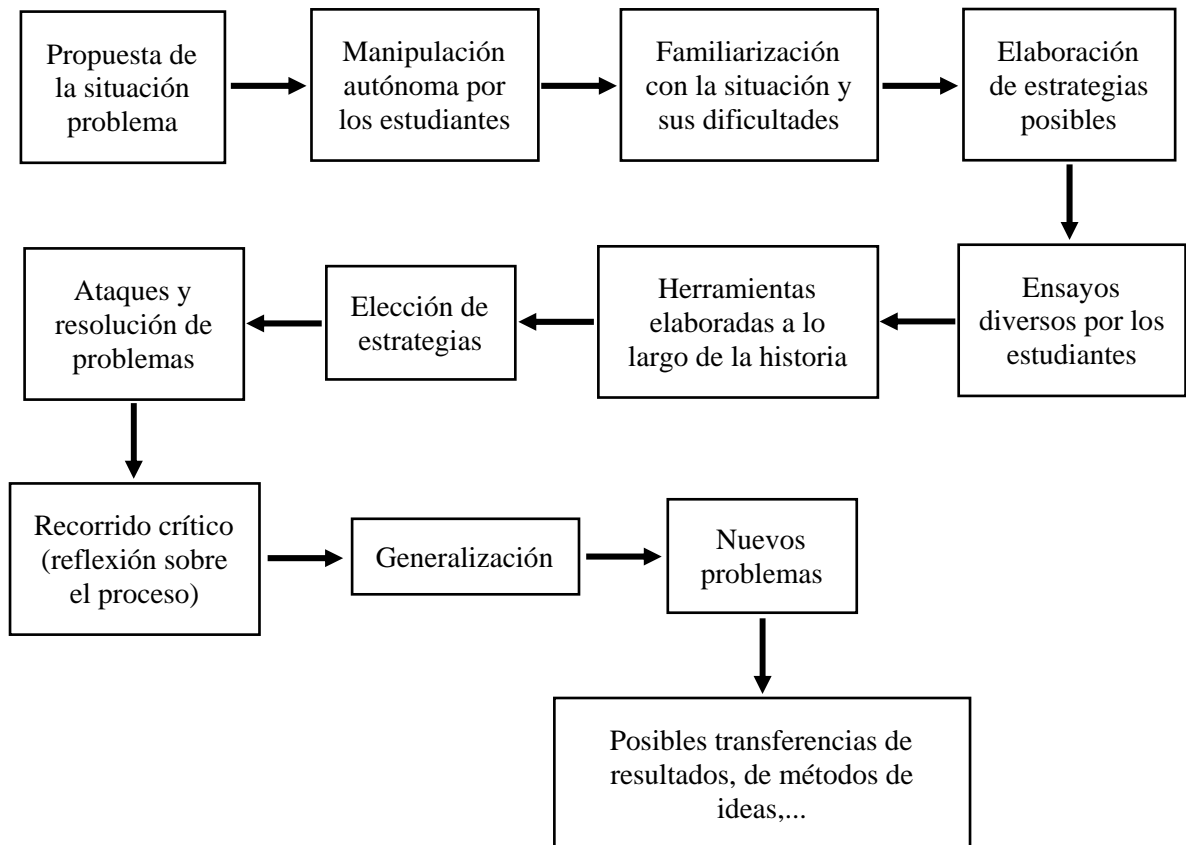 Propuesta de
la situación
problema
Manipulación
autónoma por
los estudiantes
Familiarización
con la situación y
sus dificultades
Elaboración
de estrategias
posibles
Ensayos
diversos por los
estudiantes
Herramientas
elaboradas a lo
largo de la historia
Elección de
estrategias
Ataques y
resolución de
problemas
Recorrido crítico
(reflexión sobre
el proceso)
Generalización
Nuevos
problemas
Posibles transferencias de
resultados, de métodos de
ideas,...